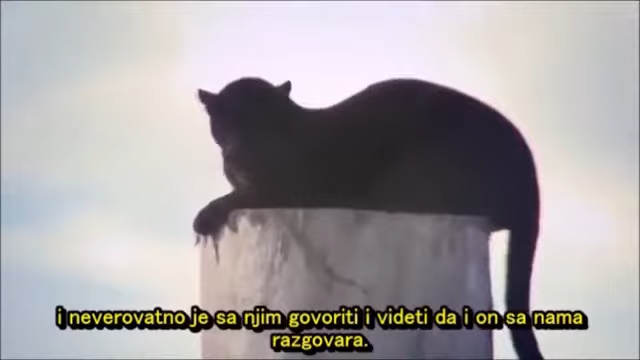 i neverovatno je sa njim govoriti i videti da i on sa nama
razgovara.